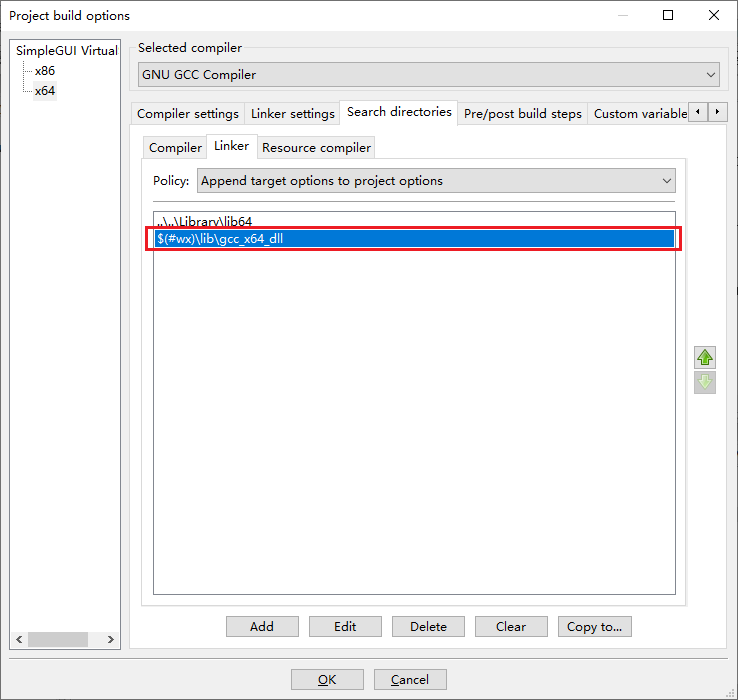 Project build options
SimpleGUI Virtual
x86
x64
Selected compiler
GNU GCC Compiler
Compiler settings
Linker settings
Search directories
Pre/post build steps
Custom variable
Compiler
Linker
Resource compiler
Policy:
Append target options to project options
..\..\Library\lib64
$(#wx)\lib\gcc_x64_dll
Add
Edit
Delete
Clear
Copy to...
OK
Cancel